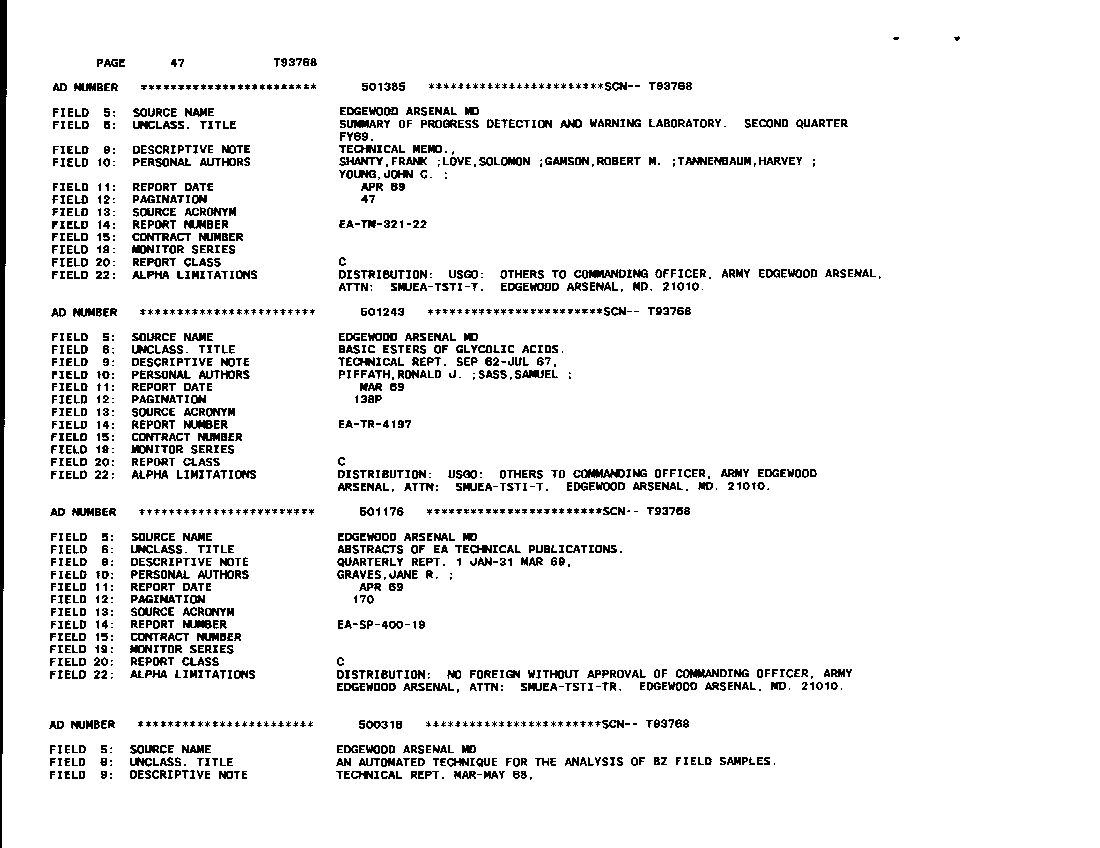 PAGE 47 T93768
AD NUMBER ************************ 501385 ************************SCN-- T93768
FIELD 5: SOURCE NAME EDGEWOOD ARSENAL MD
FIELD 6: UNCLASS. TITLE SUMMARY OF PROGRESS DETECTION AND WARNING LABORATORY. SECOND QUARTER
FY69.
FIELD 9: DESCRIPTIVE NOTE TECHNICAL MEMO.,
FIELD 10: PERSONAL AUTHORS SHANTY,FRANK ;LOVE,SOLOMON ;GAMSON,ROBERT M. ;TANNENBAUM,HARVEY ;
YOUNG,JOHN C. ;
FIELD 11: REPORT DATE APR 69
FIELD 12: PAGINATION 47
FIELD 13: SOURCE ACRONYM
FIELD 14: REPORT NUMBER EA-TM-321-22
FIELD 15: CONTRACT NUMBER
FIELD 19: MONITOR SERIES
FIELD 20: REPORT CLASS C
FIELD 22: ALPHA LIMITATIONS DISTRIBUTION: USGO: OTHERS TO COMMANDING OFFICER, ARMY EDGEWOOD ARSENAL,
ATTN: SMUEA-TSTI-T. EDGEWOOD ARSENAL, MD. 21010.
AD NUMBER ************************ 501243 ************************SCN-- T93768
FIELD 5: SOURCE NAME EDGEWOOD ARSENAL MD
FIELD 6: UNCLASS. TITLE BASIC ESTERS OF GLYCOLIC ACIDS.
FIELD 9: DESCRIPTIVE NOTE TECHNICAL REPT. SEP 62-JUL 67,
FIELD 10: PERSONAL AUTHORS PIFFATH,RONALD J. ;SASS,SAMUEL ;
FIELD 11: REPORT DATE MAR 69
FIELD 12: PAGINATION 138P
FIELD 13: SOURCE ACRONYM
FIELD 14: REPORT NUMBER EA-TR-4197
FIELD 15: CONTRACT NUMBER
FIELD 19: MONITOR SERIES
FIELD 20: REPORT CLASS C
FIELD 22: ALPHA LIMITATIONS DISTRIBUTION: USGO: OTHERS TO COMMANDING OFFICER, ARMY EDGEWOOD
ARSENAL, ATTN: SMUEA-TSTI-T. EDGEWOOD ARSENAL, MD. 21010.
AD NUMBER ************************ 501176 ************************SCN-- T93768
FIELD 5: SOURCE NAME EDGEWOOD ARSENAL MD
FIELD 6: UNCLASS. TITLE ABSTRACTS OF EA TECHNICAL PUBLICATIONS.
FIELD 9: DESCRIPTIVE NOTE QUARTERLY REPT. 1 JAN-31 MAR 69,
FIELD 10: PERSONAL AUTHORS GRAVES,JANE R. ;
FIELD 11: REPORT DATE APR 69
FIELD 12: PAGINATION 170
FIELD 13: SOURCE ACRONYM
FIELD 14: REPORT NUMBER EA-SP-400-19
FIELD 15: CONTRACT NUMBER
FIELD 19: MONITOR SERIES
FIELD 20: REPORT CLASS C
FIELD 22: ALPHA LIMITATIONS DISTRIBUTION: NO FOREIGN WITHOUT APPROVAL OF COMMANDING OFFICER, ARMY
EDGEWOOD ARSENAL, ATTN: SMUEA-TSTI-TR. EDGEWOOD ARSENAL, MD. 21010.
AD NUMBER ************************ 500318 ************************SCN-- T93768
FIELD 5: SOURCE NAME EDGEWOOD ARSENAL MD
FIELD 6: UNCLASS. TITLE AN AUTOMATED TECHNIQUE FOR THE ANALYSIS OF BZ FIELD SAMPLES.
FIELD 9: DESCRIPTIVE NOTE TECHNICAL REPT. MAR-MAY 68,